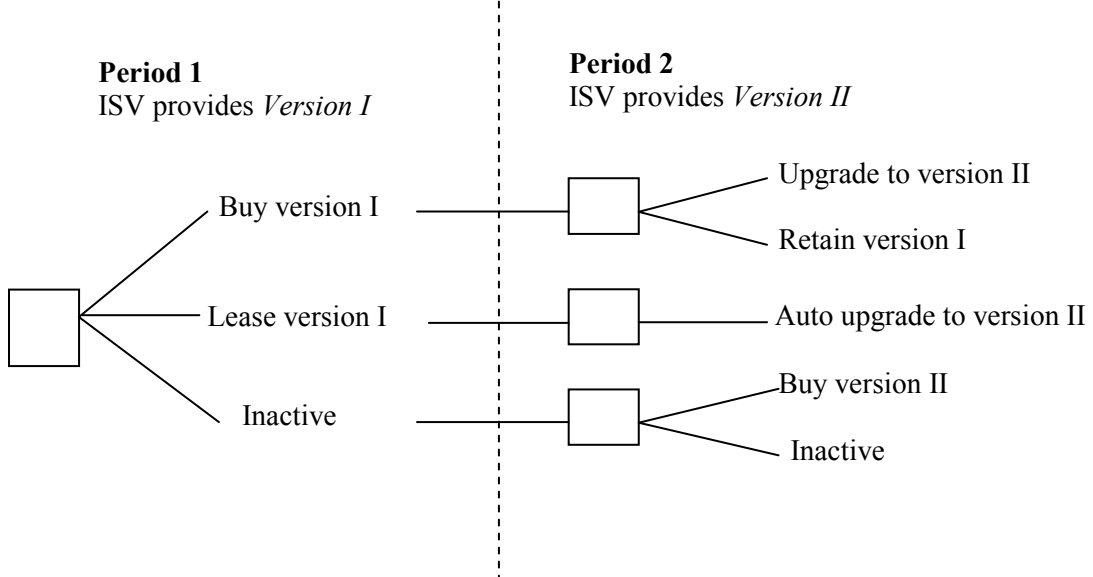 Period 1
ISV provides Version I
Period 2
ISV provides Version II
Buy version I
Upgrade to version II
Retain version I
Lease version I
Auto upgrade to version II
Inactive
Buy version II
Inactive